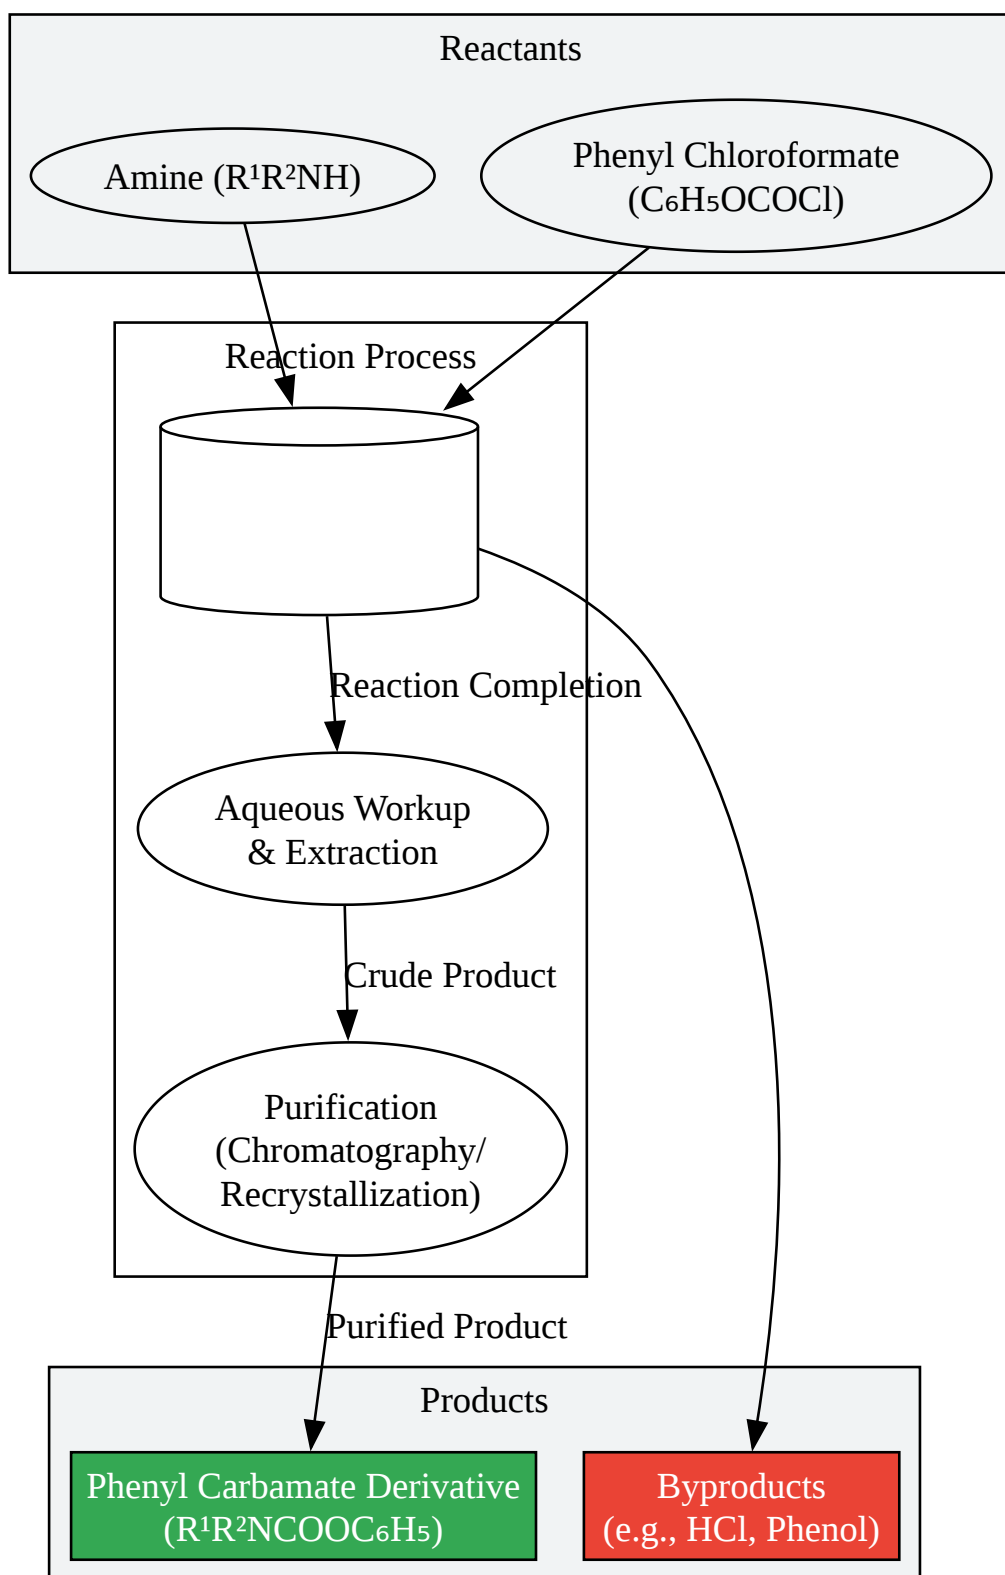 Reactants
Amine (R¹R²NH)
Phenyl Chloroformate
(C₆H₅OCOCl)
Reaction Process
Reaction Completion
Aqueous Workup
& Extraction
Crude Product
Purification
(Chromatography/
Recrystallization)
Purified Product
Products
Phenyl Carbamate Derivative
(R¹R²NCOOC₆H₅)
Byproducts
(e.g., HCl, Phenol)